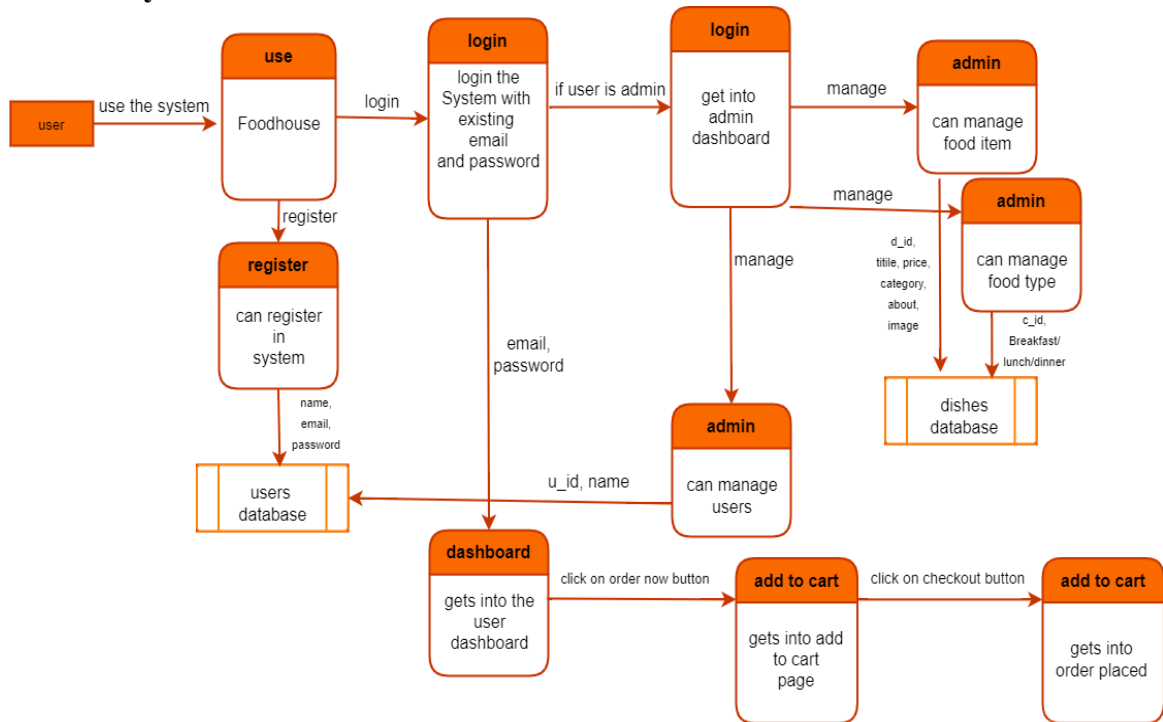 use
login
login
admin
user
use the system
Foodhouse
login
login the
System with
existing
email
and password
if user is admin
get into
admin
dashboard
manage
can manage
food item
register
manage
admin
can manage
food type
register
can register
in
system
manage
d_id,
titile, price,
category,
about,
image
c_id,
Breakfast/
lunch/dinner
email,
password
name,
email,
password
dishes
database
users
database
u_id, name
admin
can manage
users
dashboard
gets into the
user
dashboard
click on order now button
add to cart
gets into add
to cart
page
click on checkout button
add to cart
gets into
order placed